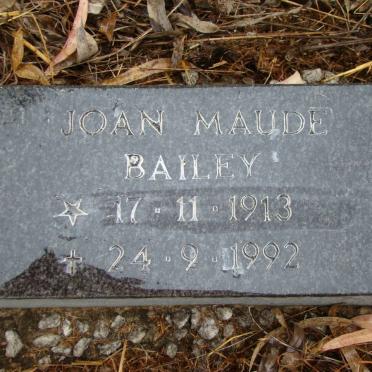 JOAN MAUDE
BAILEY
☆ 17·11·1913
✝ 24·9·1992